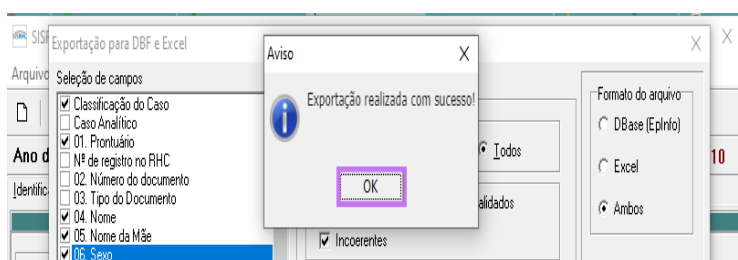 SISR
Exportação para DBF e Excel
Aviso
Arquivo
Seleção de campos
Classificação do Caso
Caso Analítico
01. Prontuário
Nº de registro no RHC
02. Número do documento
03. Tipo do Documento
04. Nome
05. Nome da Mãe
06. Sexo
Exportação realizada com sucesso!
OK
Todos
alidados
Incoerentes
Formato do arquivo
DBase (EpInfo)
Excel
Ambos
Ano d
10
Identific